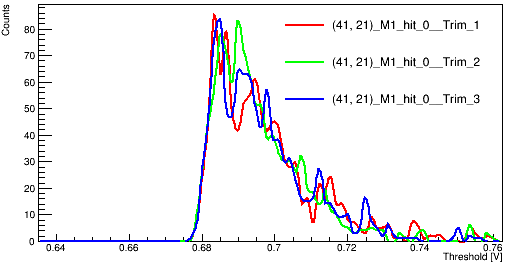 Counts
(41, 21)_M1_hit_0__Trim_1
(41, 21)_M1_hit_0__Trim_2
(41, 21)_M1_hit_0__Trim_3
80
70
60
50
40
30
20
10
0
0.64 0.66 0.68 0.7 0.72 0.74 0.76
Threshold [V]